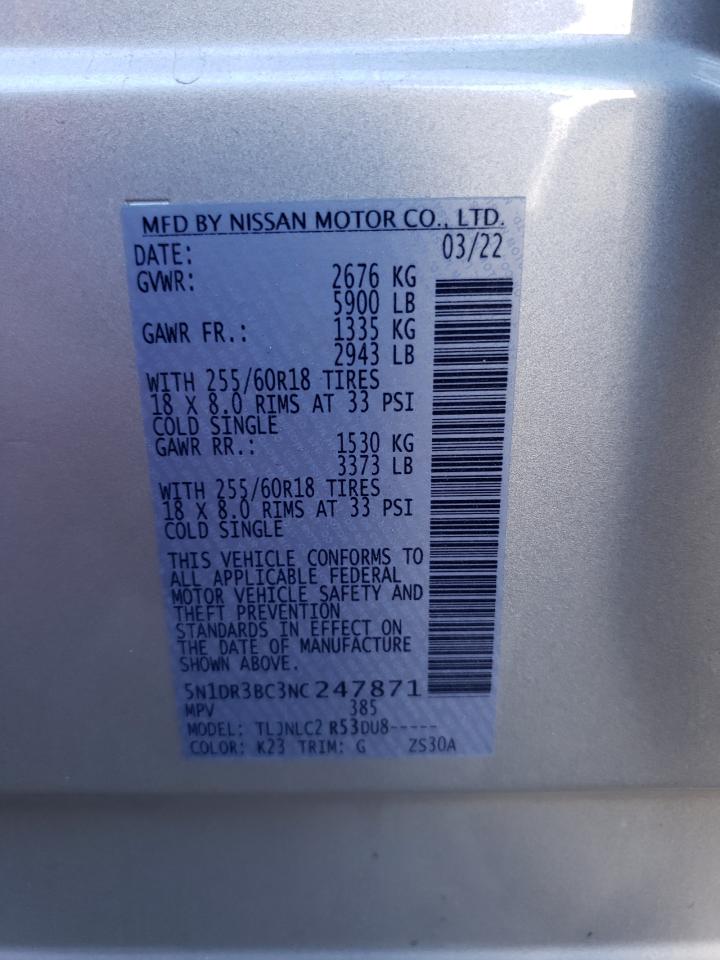 MFD BY NISSAN MOTOR CO., LTD.
DATE: 03/22
GVWR: 2676 KG
5900 LB
GAWR FR.: 1335 KG
2943 LB
WITH 255/60R18 TIRES
18 X 8.0 RIMS AT 33 PSI
COLD SINGLE
GAWR RR.: 1530 KG
3373 LB
WITH 255/60R18 TIRES
18 X 8.0 RIMS AT 33 PSI
COLD SINGLE
THIS VEHICLE CONFORMS TO
ALL APPLICABLE FEDERAL
MOTOR VEHICLE SAFETY AND
THEFT PREVENTION
STANDARDS IN EFFECT ON
THE DATE OF MANUFACTURE
SHOWN ABOVE.
5N1DR3BC3NC247871
MPV 385
MODEL: TLJNLC2 R53DU8-----
COLOR: K23 TRIM: G ZS30A